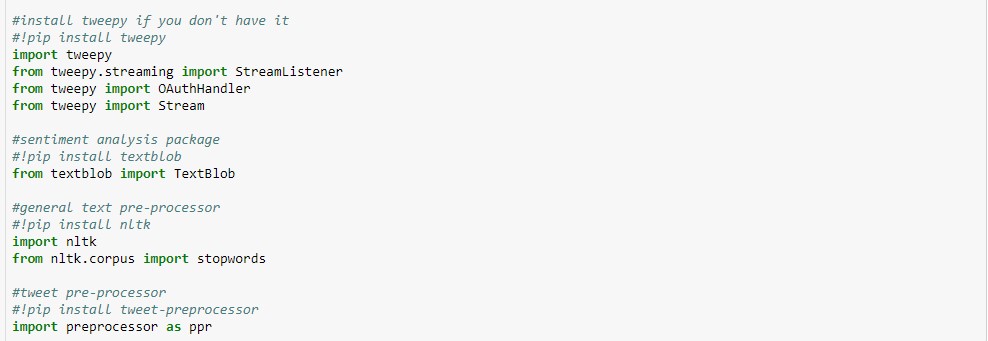 #install tweepy if you don't have it
#!pip install tweepy
import tweepy
from tweepy.streaming import StreamListener
from tweepy import OAuthHandler
from tweepy import Stream
#sentiment analysis package
#!pip install textblob
from textblob import TextBlob
#general text pre-processor
#!pip install nltk
import nltk
from nltk.corpus import stopwords
#tweet pre-processor
#!pip install tweet-preprocessor
import preprocessor as ppr